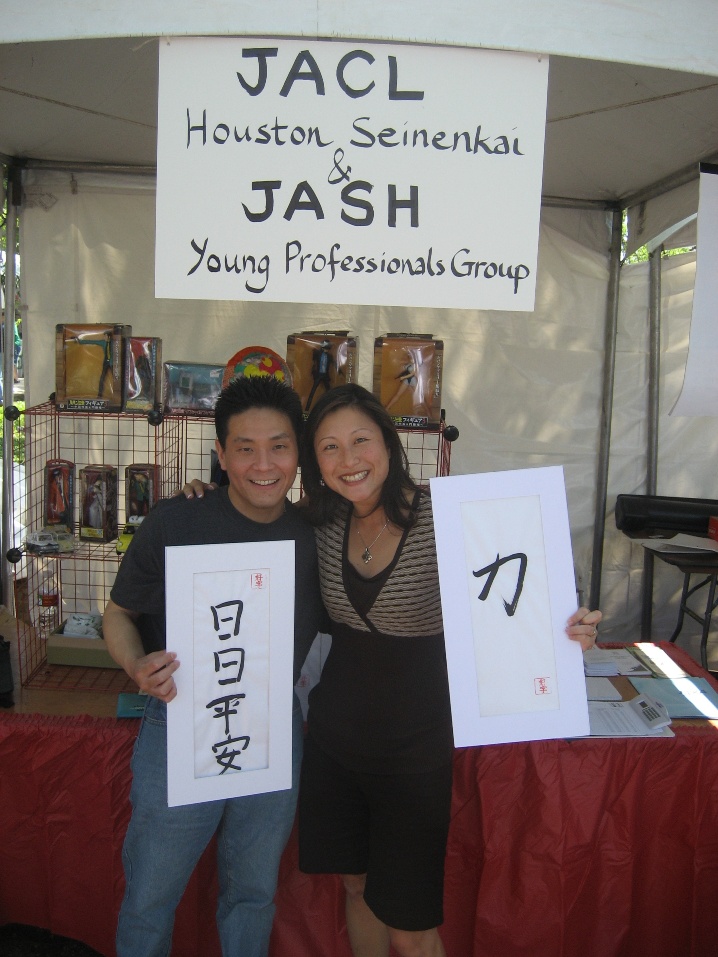 JACL
Houston Seinenkai
&
JASH
Young Professionals Group
日日平安
力